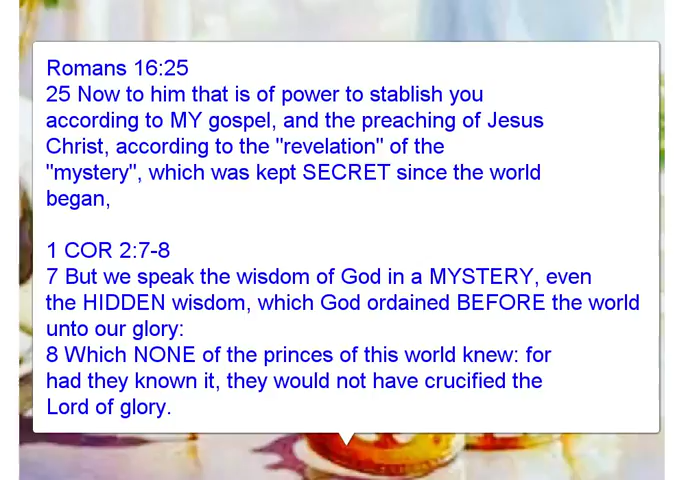 Romans 16:25
25 Now to him that is of power to stablish you
according to MY gospel, and the preaching of Jesus
Christ, according to the "revelation" of the
"mystery", which was kept SECRET since the world
began,
1 COR 2:7-8
7 But we speak the wisdom of God in a MYSTERY, even
the HIDDEN wisdom, which God ordained BEFORE the world
unto our glory:
8 Which NONE of the princes of this world knew: for
had they known it, they would not have crucified the
Lord of glory.